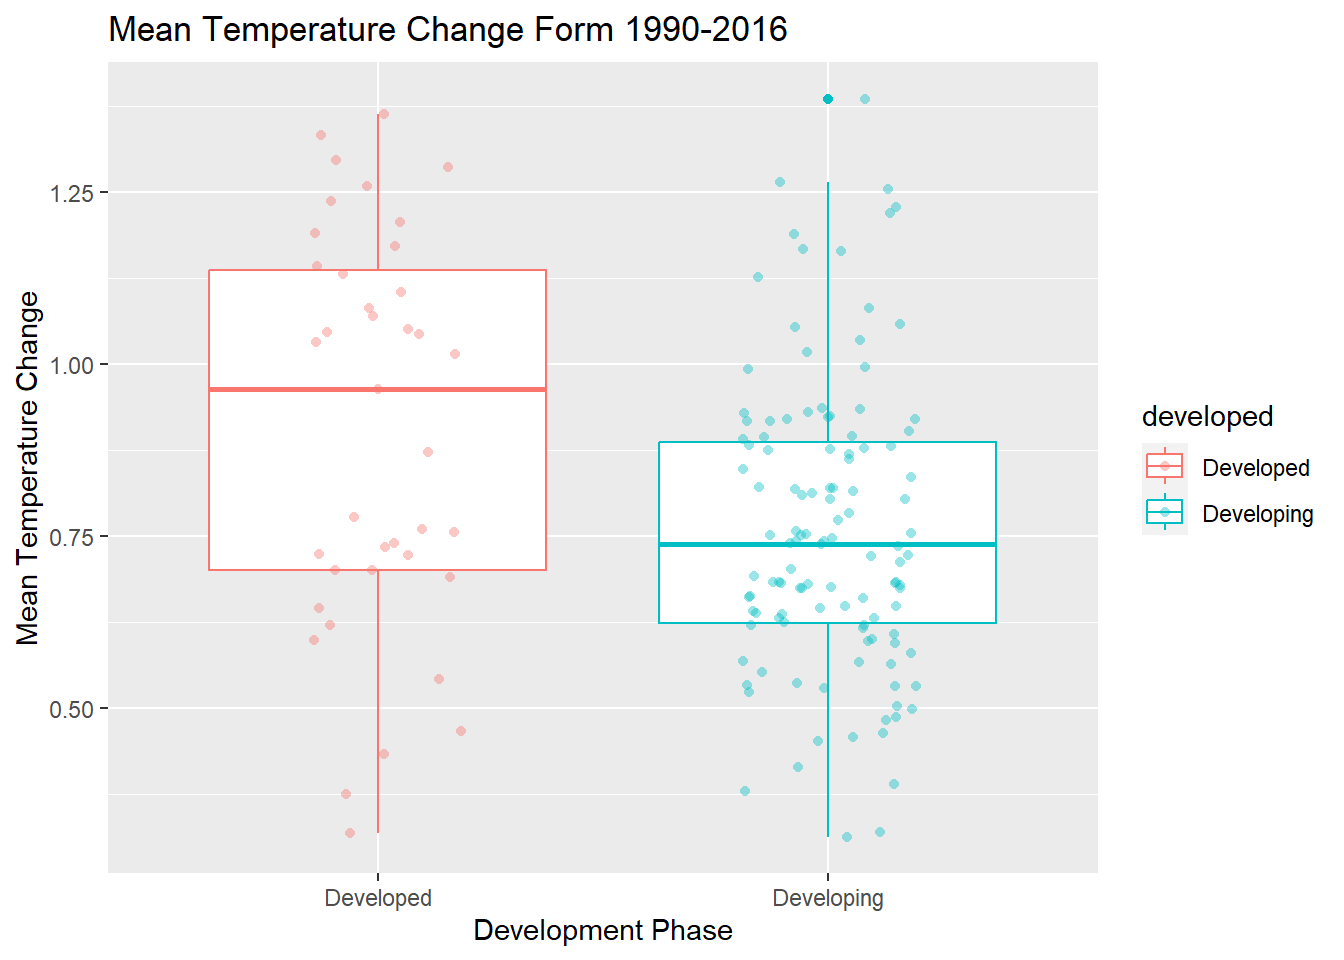 Mean Temperature Change Form 1990-2016
Mean Temperature Change
1.25
1.00
0.75
0.50
Developed
Developing
Development Phase
developed
Developed
Developing